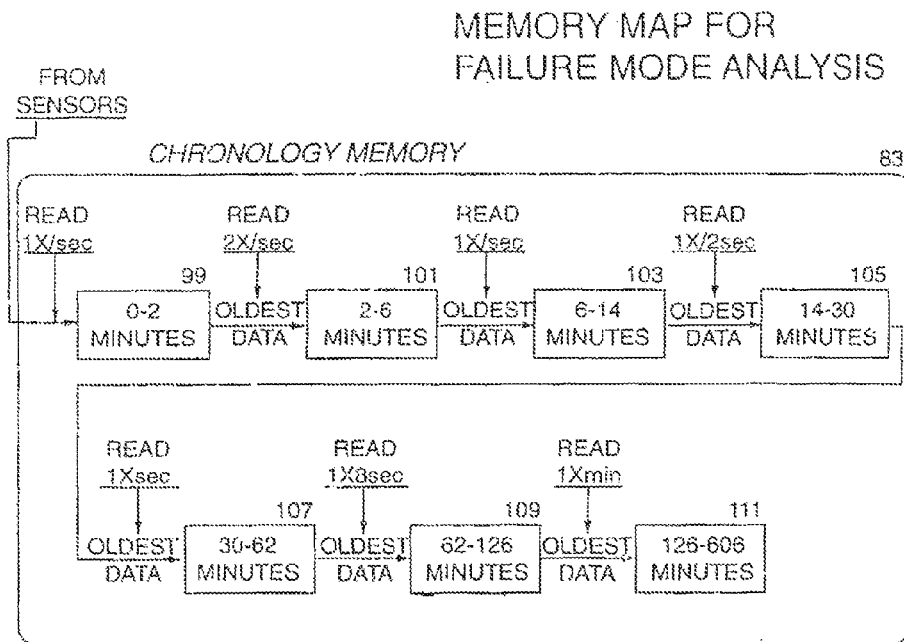 MEMORY MAP FOR
FAILURE MODE ANALYSIS
FROM
SENSORS
CHRONOLOGY MEMORY
83
READ
1X/sec
READ
2X/sec
READ
1X/sec
READ
1X/2sec
99
0-2
MINUTES
OLDEST
DATA
101
2-6
MINUTES
OLDEST
DATA
103
6-14
MINUTES
OLDEST
DATA
105
14-30
MINUTES
READ
1Xsec
READ
1X8sec
READ
1Xmin
OLDEST
DATA
107
30-62
MINUTES
OLDEST
DATA
109
62-126
MINUTES
OLDEST
DATA
111
126-606
MINUTES